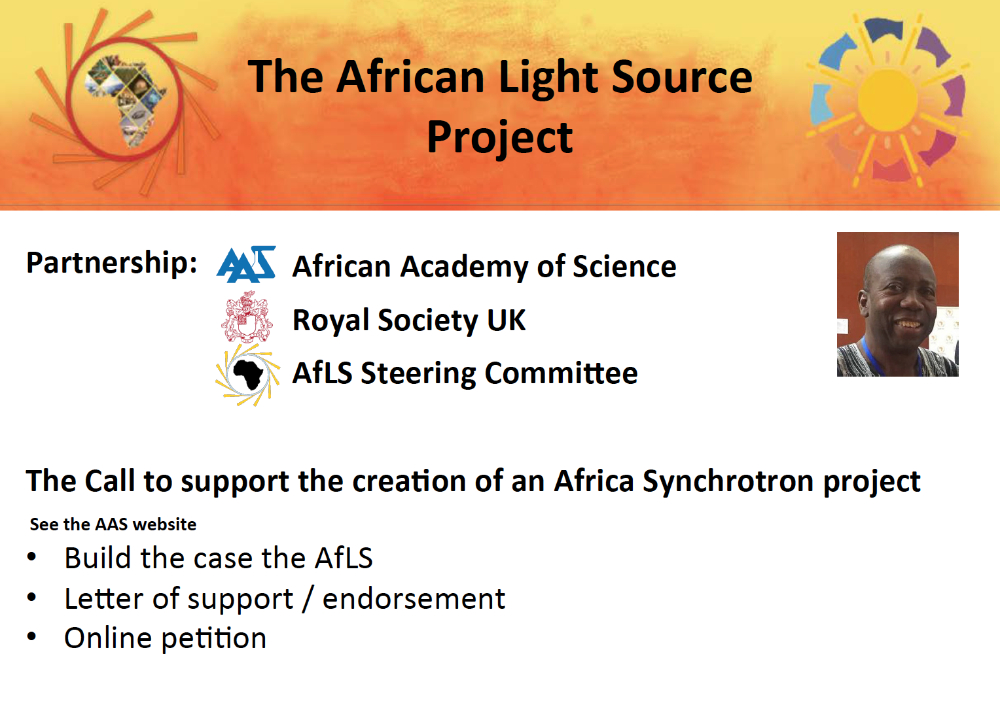 The African Light Source
Project
Partnership:
African Academy of Science
Royal Society UK
AfLS Steering Committee
The Call to support the creation of an Africa Synchrotron project
See the AAS website
• Build the case the AfLS
• Letter of support / endorsement
• Online petition